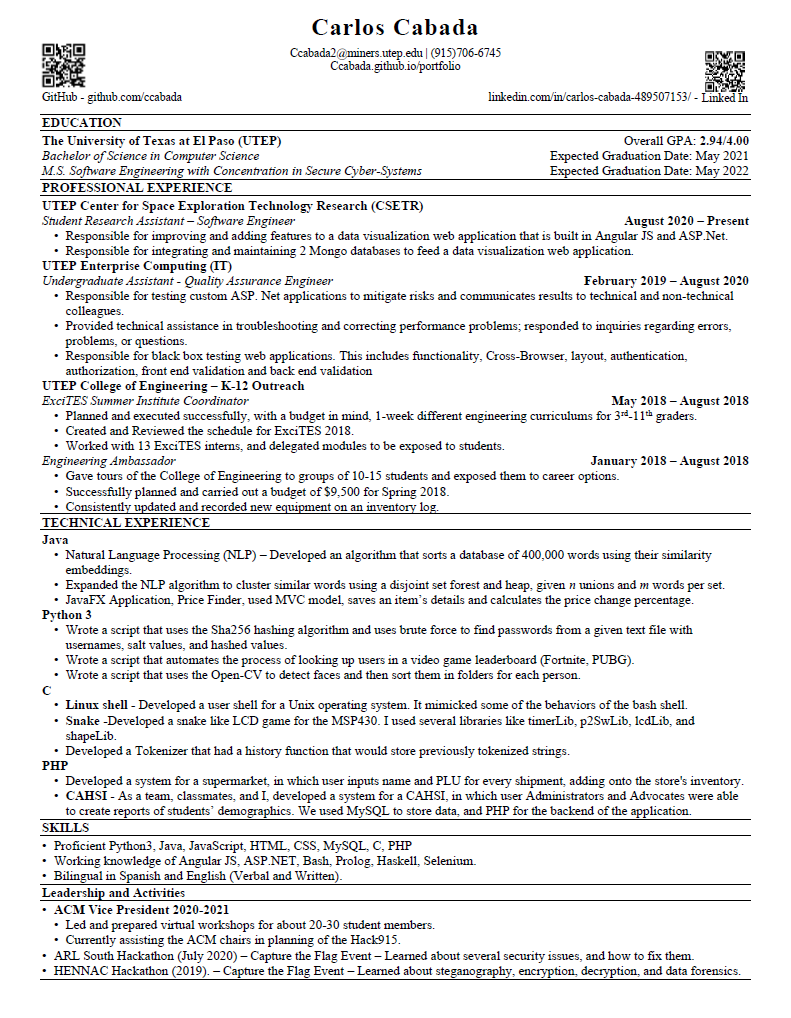 Carlos Cabada
Ccabada2@miners.utep.edu | (915)706-6745
Ccabada.github.io/portfolio
GitHub - github.com/ccabada
linkedin.com/in/carlos-cabada-489507153/ - Linked In
EDUCATION
The University of Texas at El Paso (UTEP) Overall GPA: 2.94/4.00
Bachelor of Science in Computer Science Expected Graduation Date: May 2021
M.S. Software Engineering with Concentration in Secure Cyber-Systems Expected Graduation Date: May 2022
PROFESSIONAL EXPERIENCE
UTEP Center for Space Exploration Technology Research (CSETR)
Student Research Assistant – Software Engineer August 2020 – Present
• Responsible for improving and adding features to a data visualization web application that is built in Angular JS and ASP.Net.
• Responsible for integrating and maintaining 2 Mongo databases to feed a data visualization web application.
UTEP Enterprise Computing (IT)
Undergraduate Assistant - Quality Assurance Engineer February 2019 – August 2020
• Responsible for testing custom ASP. Net applications to mitigate risks and communicates results to technical and non-technical
colleagues.
• Provided technical assistance in troubleshooting and correcting performance problems; responded to inquiries regarding errors,
problems, or questions.
• Responsible for black box testing web applications. This includes functionality, Cross-Browser, layout, authentication,
authorization, front end validation and back end validation
UTEP College of Engineering – K-12 Outreach
ExciTES Summer Institute Coordinator May 2018 – August 2018
• Planned and executed successfully, with a budget in mind, 1-week different engineering curriculums for 3rd-11th graders.
• Created and Reviewed the schedule for ExciTES 2018.
• Worked with 13 ExciTES interns, and delegated modules to be exposed to students.
Engineering Ambassador January 2018 – August 2018
• Gave tours of the College of Engineering to groups of 10-15 students and exposed them to career options.
• Successfully planned and carried out a budget of $9,500 for Spring 2018.
• Consistently updated and recorded new equipment on an inventory log.
TECHNICAL EXPERIENCE
Java
• Natural Language Processing (NLP) – Developed an algorithm that sorts a database of 400,000 words using their similarity
embeddings.
• Expanded the NLP algorithm to cluster similar words using a disjoint set forest and heap, given n unions and m words per set.
• JavaFX Application, Price Finder, used MVC model, saves an item’s details and calculates the price change percentage.
Python 3
• Wrote a script that uses the Sha256 hashing algorithm and uses brute force to find passwords from a given text file with
usernames, salt values, and hashed values.
• Wrote a script that automates the process of looking up users in a video game leaderboard (Fortnite, PUBG).
• Wrote a script that uses the Open-CV to detect faces and then sort them in folders for each person.
C
• Linux shell - Developed a user shell for a Unix operating system. It mimicked some of the behaviors of the bash shell.
• Snake -Developed a snake like LCD game for the MSP430. I used several libraries like timerLib, p2SwLib, lcdLib, and
shapeLib.
• Developed a Tokenizer that had a history function that would store previously tokenized strings.
PHP
• Developed a system for a supermarket, in which user inputs name and PLU for every shipment, adding onto the store's inventory.
• CAHSI - As a team, classmates, and I, developed a system for a CAHSI, in which user Administrators and Advocates were able
to create reports of students’ demographics. We used MySQL to store data, and PHP for the backend of the application.
SKILLS
• Proficient Python3, Java, JavaScript, HTML, CSS, MySQL, C, PHP
• Working knowledge of Angular JS, ASP.NET, Bash, Prolog, Haskell, Selenium.
• Bilingual in Spanish and English (Verbal and Written).
Leadership and Activities
• ACM Vice President 2020-2021
• Led and prepared virtual workshops for about 20-30 student members.
• Currently assisting the ACM chairs in planning of the Hack915.
• ARL South Hackathon (July 2020) – Capture the Flag Event – Learned about several security issues, and how to fix them.
• HENNAC Hackathon (2019). – Capture the Flag Event – Learned about steganography, encryption, decryption, and data forensics.